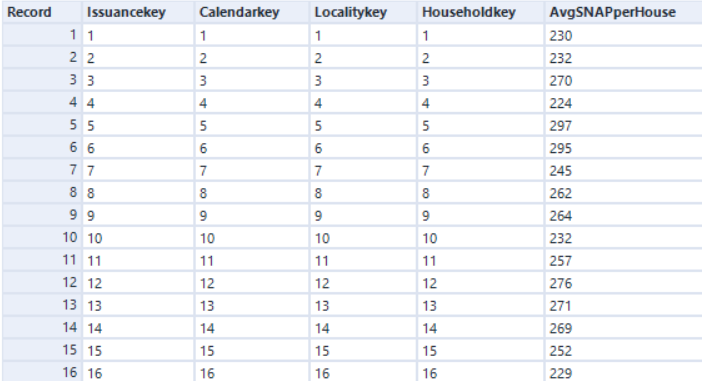 Record Issuancekey Calendarkey Localitykey Householdkey AvgSNAPperHouse
1 1 1 1 1 230
2 2 2 2 2 232
3 3 3 3 3 270
4 4 4 4 4 224
5 5 5 5 5 297
6 6 6 6 6 295
7 7 7 7 7 245
8 8 8 8 8 262
9 9 9 9 9 264
10 10 10 10 10 232
11 11 11 11 11 257
12 12 12 12 12 276
13 13 13 13 13 271
14 14 14 14 14 269
15 15 15 15 15 252
16 16 16 16 16 229